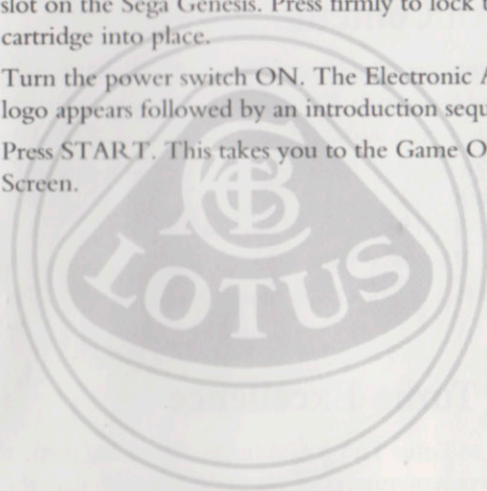 slot on the Sega Genesis. Press firmly to lock t
cartridge into place.
Turn the power switch ON. The Electronic A
logo appears followed by an introduction sequ
Press START. This takes you to the Game O
Screen.
LOTUS